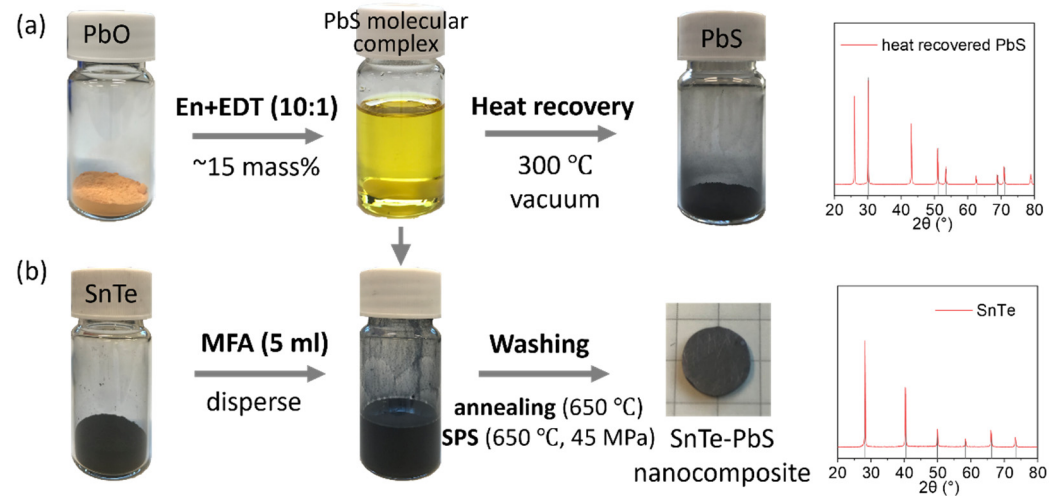 (a)
PbO
En+EDT (10:1)
~15 mass%
PbS molecular
complex
Heat recovery
300 ℃
vacuum
PbS
heat recovered PbS
20 30 40 50 60 70 80
2θ (°)
(b)
SnTe
MFA (5 ml)
disperse
Washing
annealing (650 ℃)
SPS (650 ℃, 45 MPa)
SnTe-PbS
nanocomposite
SnTe
20 30 40 50 60 70 80
2θ (°)